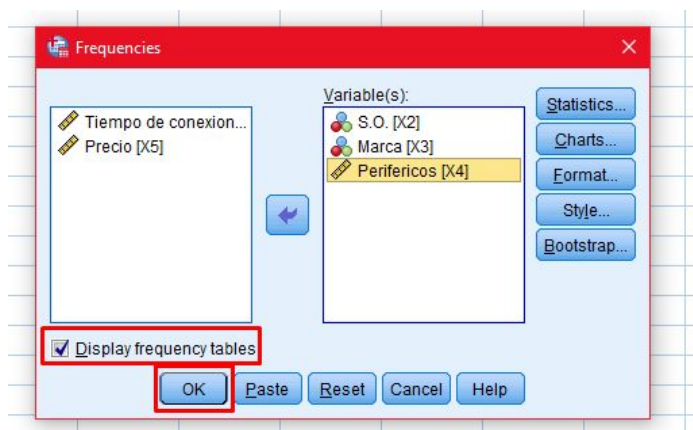 Frequencies
Tiempo de conexion...
Precio [X5]
Variable(s):
S.O. [X2]
Marca [X3]
Perifericos [X4]
Statistics...
Charts...
Format...
Style...
Bootstrap...
Display frequency tables
OK Paste Reset Cancel Help